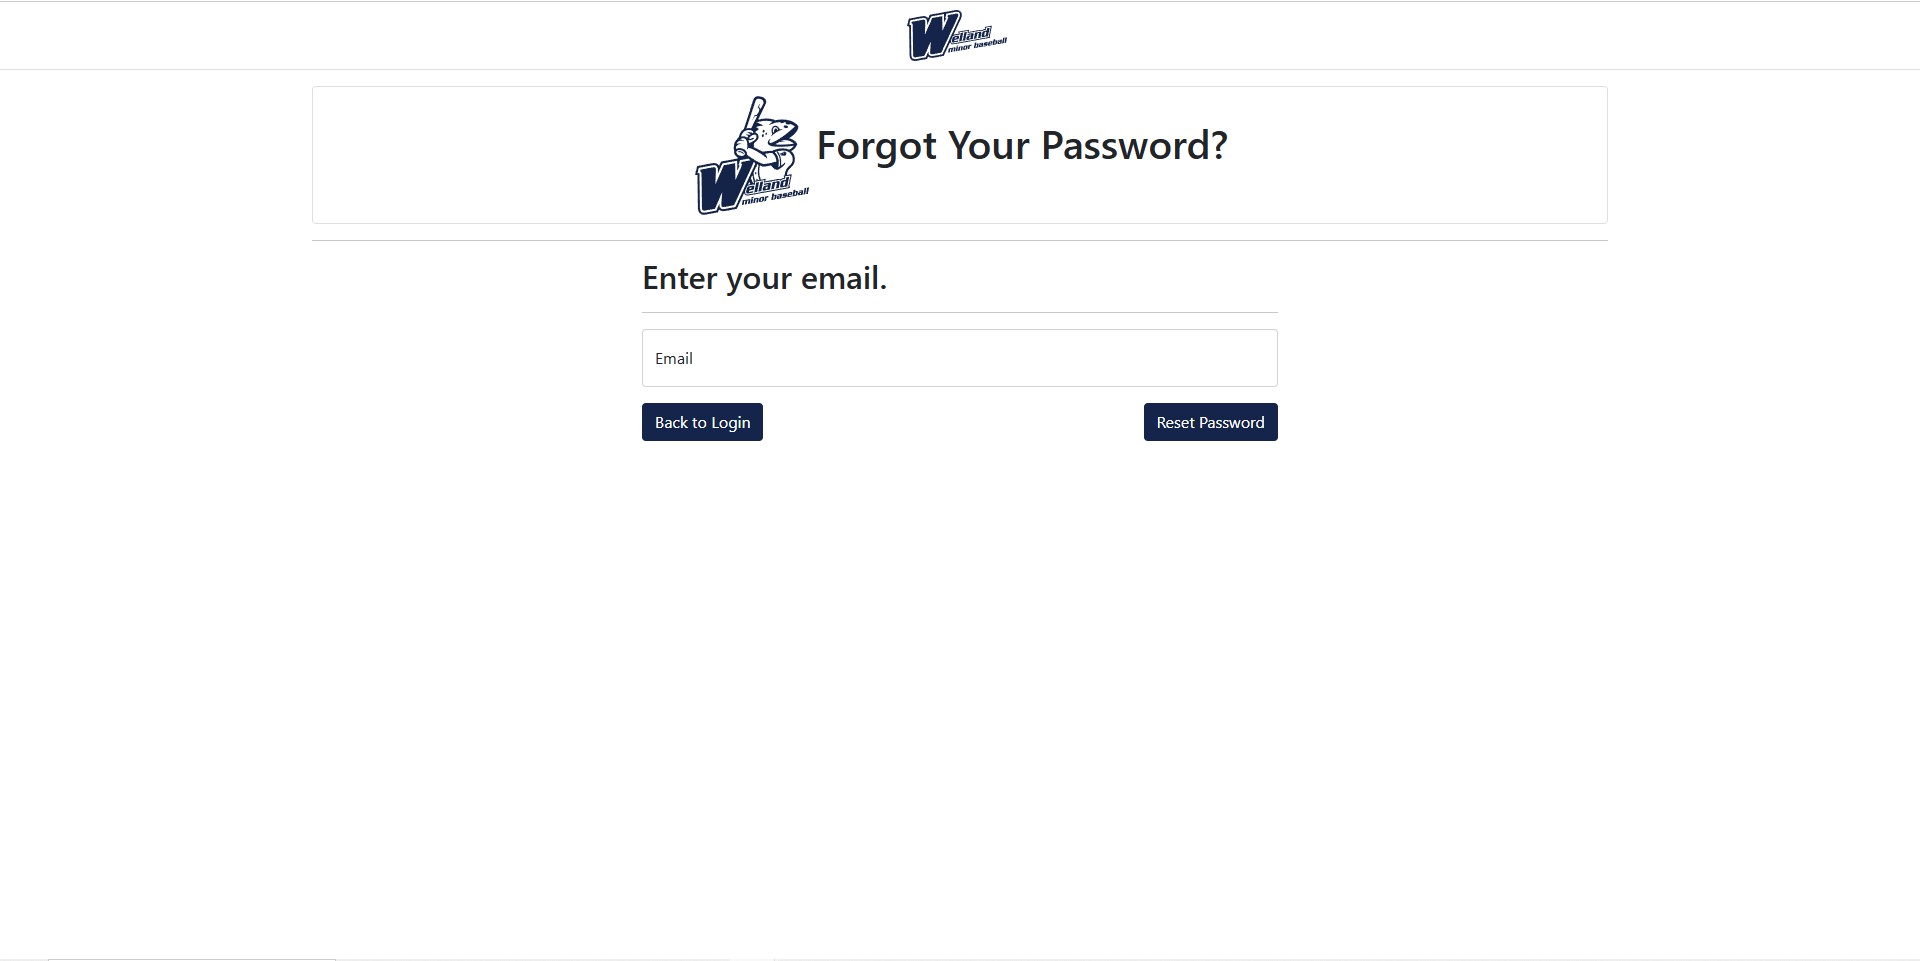 Welland
minor baseball
Welland
minor baseball
Forgot Your Password?
Enter your email.
Email
Back to Login
Reset Password